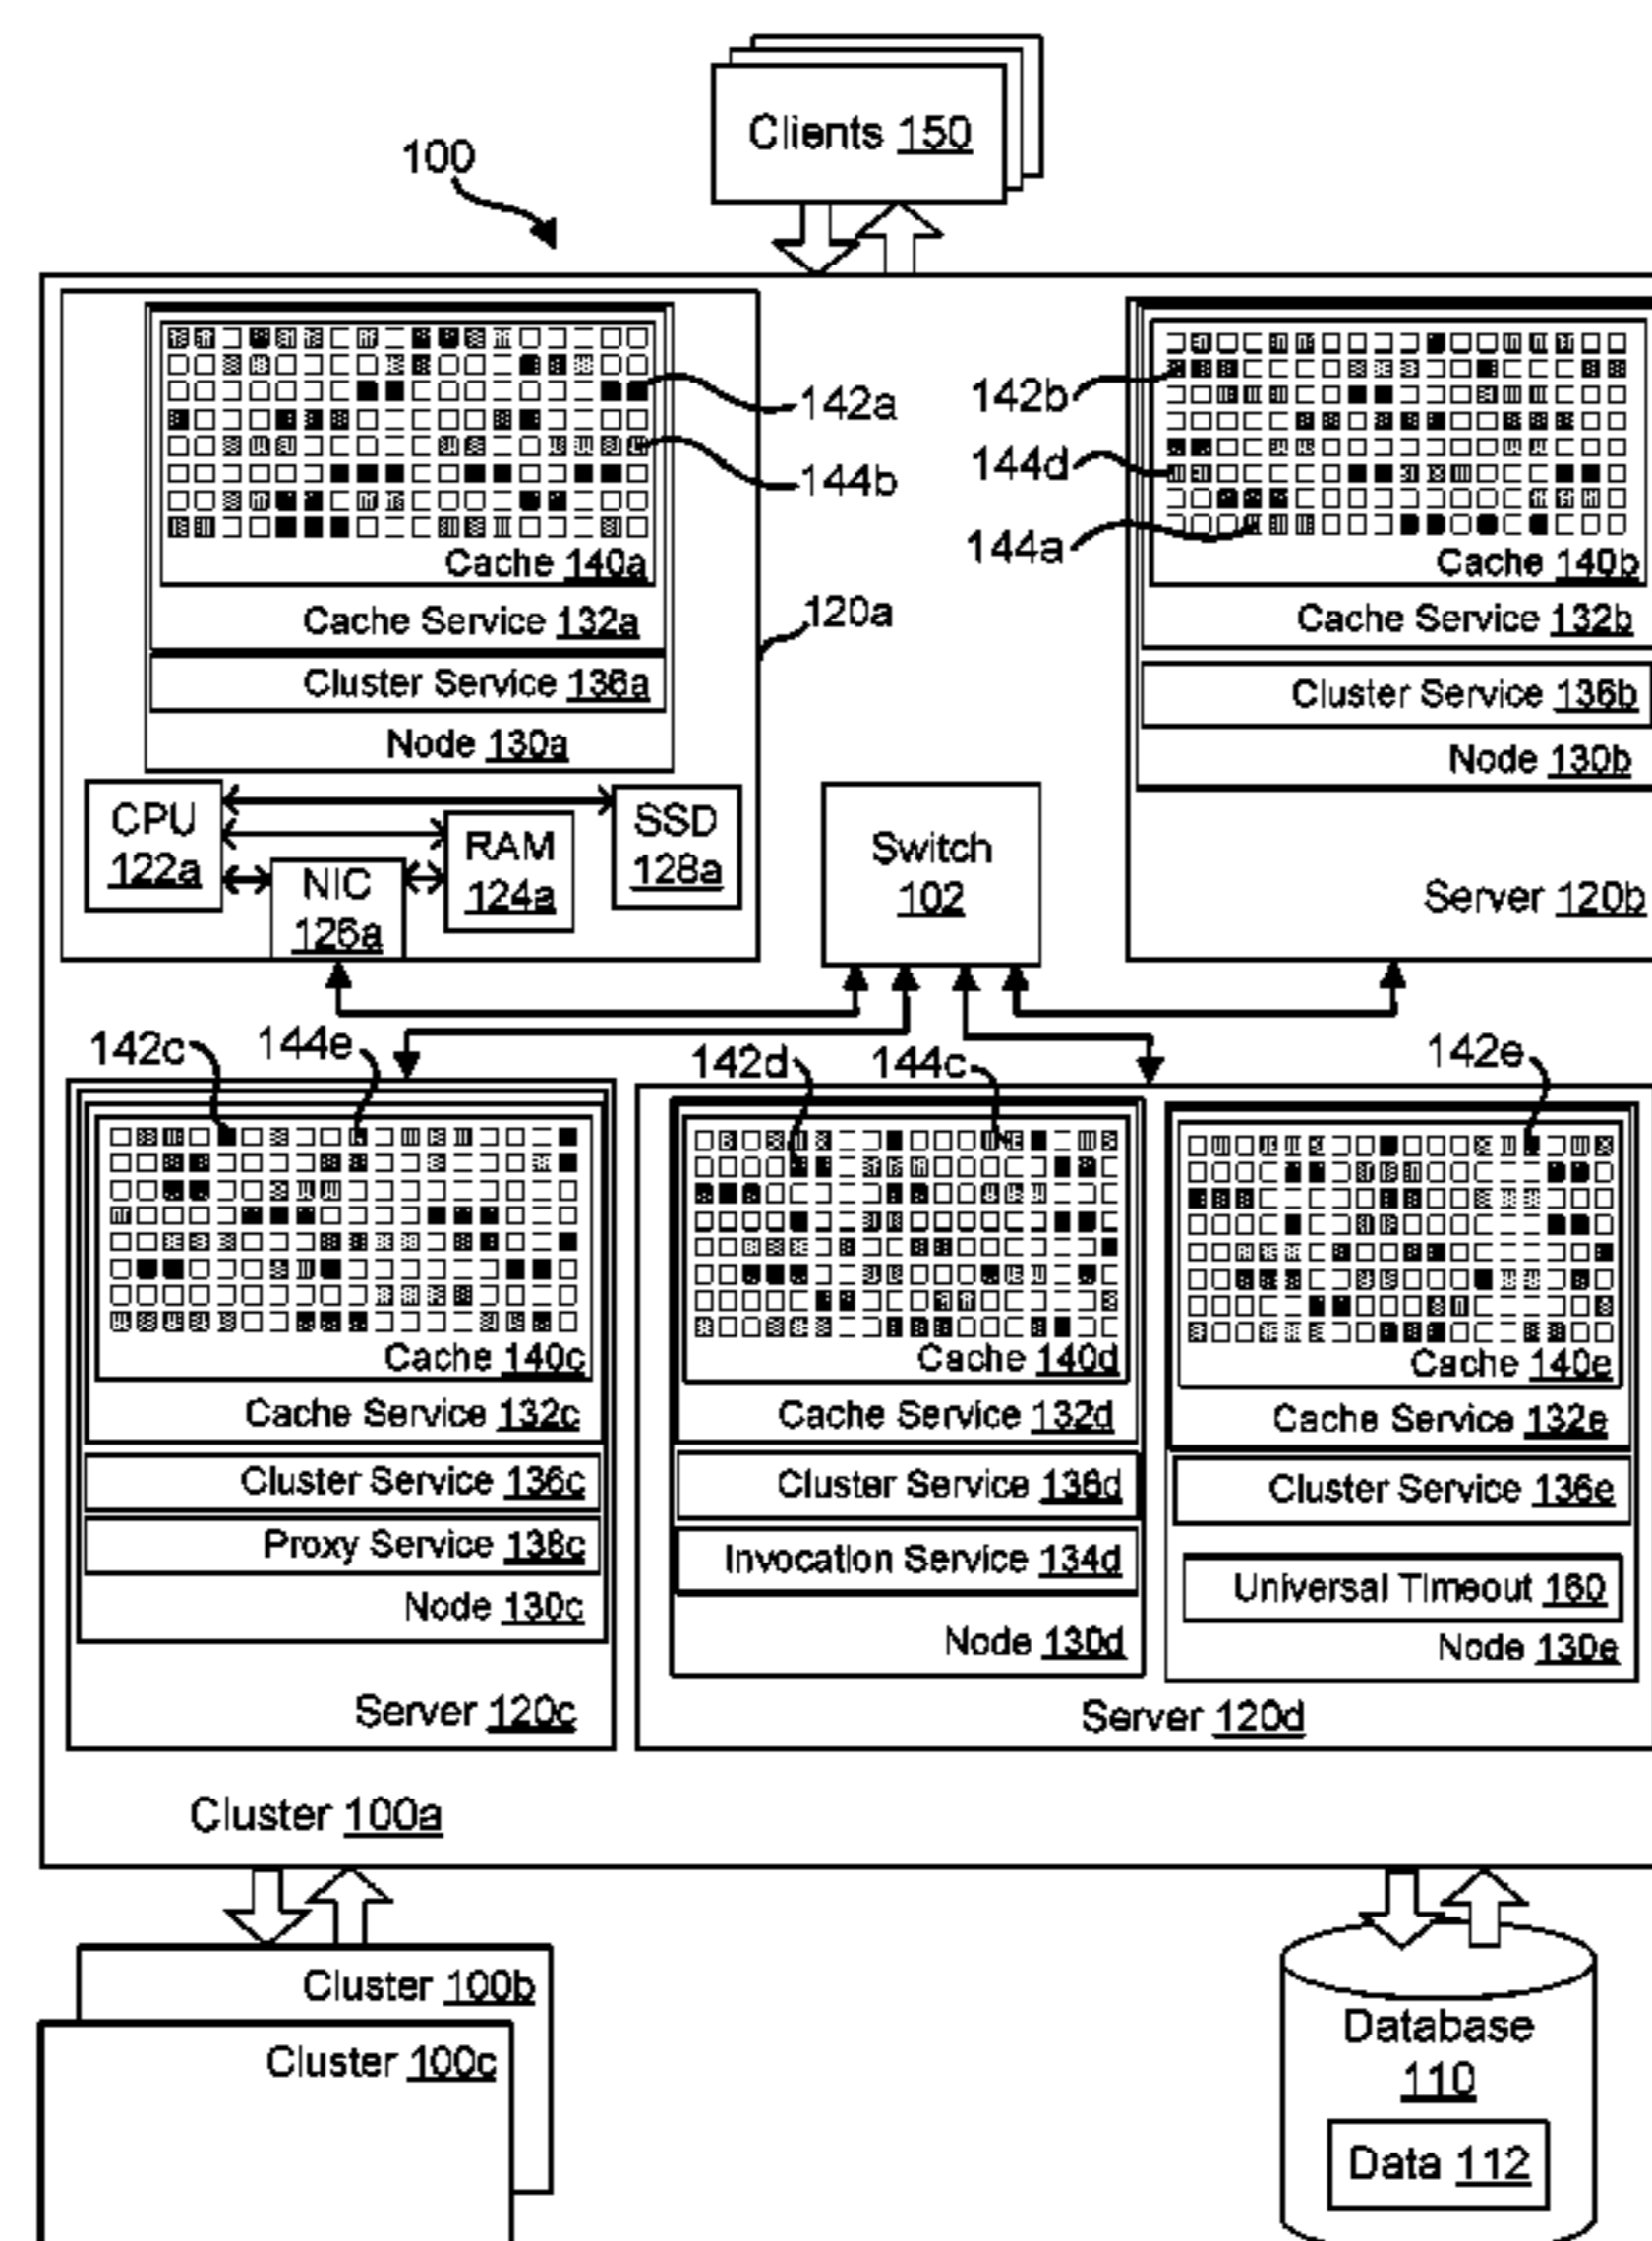 Clients 150
100
142a
144b
142b
144d
144a
Cache 140a
Cache Service 132a
Cluster Service 136a
Node 130a
120a
Cache 140b
Cache Service 132b
Cluster Service 136b
Node 130b
CPU
122a
NIC
126a
RAM
124a
SSD
128a
Switch
102
Server 120b
142c
144e
142d
144c
142e
Cache 140c
Cache Service 132c
Cluster Service 136c
Proxy Service 138c
Node 130c
Server 120c
Cache 140d
Cache Service 132d
Cluster Service 136d
Invocation Service 134d
Node 130d
Cache 140e
Cache Service 132e
Cluster Service 136e
Universal Timeout 160
Node 130e
Server 120d
Cluster 100a
Cluster 100b
Cluster 100c
Database
110
Data 112